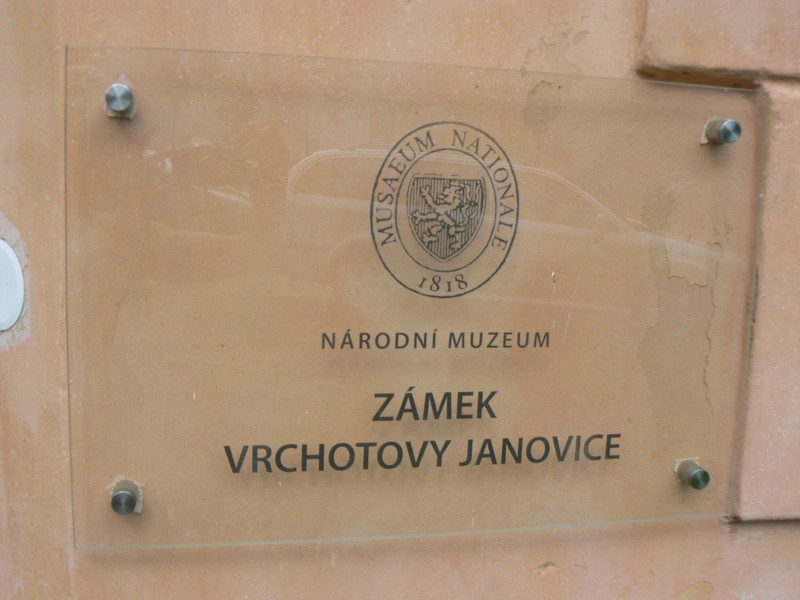 MUSAEUM NATIONALE
1818
NÁRODNÍ MUZEUM
ZÁMEK
VRCHOTOVY JANOVICE